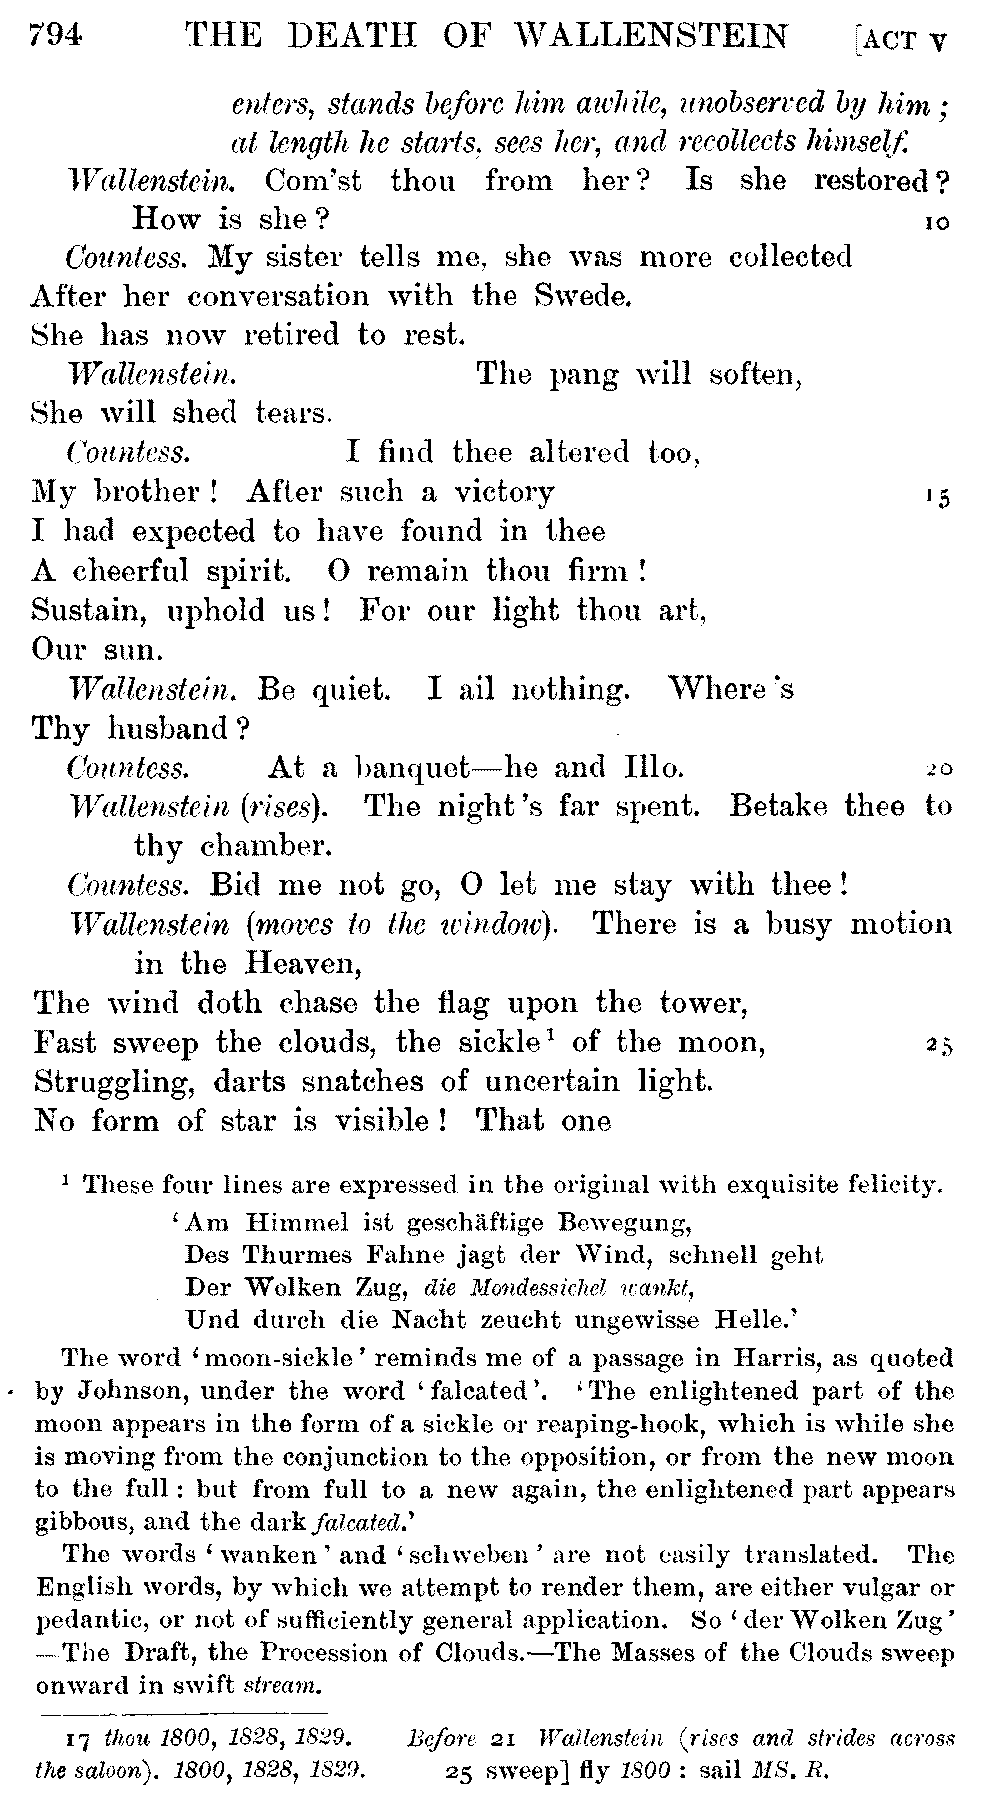 794 THE DEATH OF WALLENSTEIN [ACT V
enters, stands before him awhile, unobserved by him ;
at length he starts, sees her, and recollects himself.
Wallenstein. Com'st thou from her? Is she restored?
How is she? 10
Countess. My sister tells me, she was more collected
After her conversation with the Swede.
She has now retired to rest.
Wallenstein. The pang will soften,
She will shed tears.
Countess. I find thee altered too,
My brother! After such a victory 15
I had expected to have found in thee
A cheerful spirit. O remain thou firm!
Sustain, uphold us! For our light thou art,
Our sun.
Wallenstein. Be quiet. I ail nothing. Where's
Thy husband?
Countess. At a banquet—he and Illo. 20
Wallenstein (rises). The night's far spent. Betake thee to
thy chamber.
Countess. Bid me not go, O let me stay with thee!
Wallenstein (moves to the window). There is a busy motion
in the Heaven,
The wind doth chase the flag upon the tower,
Fast sweep the clouds, the sickle¹ of the moon, 25
Struggling, darts snatches of uncertain light.
No form of star is visible! That one
¹ These four lines are expressed in the original with exquisite felicity.
'Am Himmel ist geschäftige Bewegung,
Des Thurmes Fahne jagt der Wind, schnell geht
Der Wolken Zug, die Mondessichel wankt,
Und durch die Nacht zeucht ungewisse Helle.'
The word 'moon-sickle' reminds me of a passage in Harris, as quoted
by Johnson, under the word 'falcated'. 'The enlightened part of the
moon appears in the form of a sickle or reaping-hook, which is while she
is moving from the conjunction to the opposition, or from the new moon
to the full: but from full to a new again, the enlightened part appears
gibbous, and the dark falcated.'
The words 'wanken' and 'schweben' are not easily translated. The
English words, by which we attempt to render them, are either vulgar or
pedantic, or not of sufficiently general application. So 'der Wolken Zug'
—The Draft, the Procession of Clouds.—The Masses of the Clouds sweep
onward in swift stream.
17 thou 1800, 1828, 1829. Before 21 Wallenstein (rises and strides across
the saloon). 1800, 1828, 1829. 25 sweep] fly 1800 : sail MS. R.